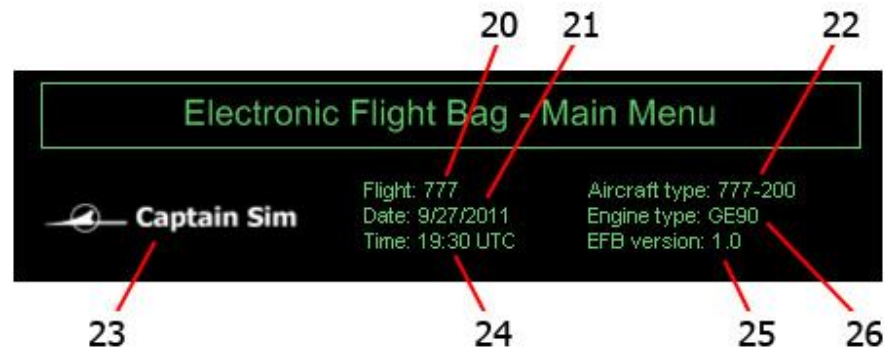 20 21 22
Electronic Flight Bag - Main Menu
Flight: 777 Aircraft type: 777-200
Captain Sim Date: 9/27/2011 Engine type: GE90
Time: 19:30 UTC EFB version: 1.0
23 24 25 26